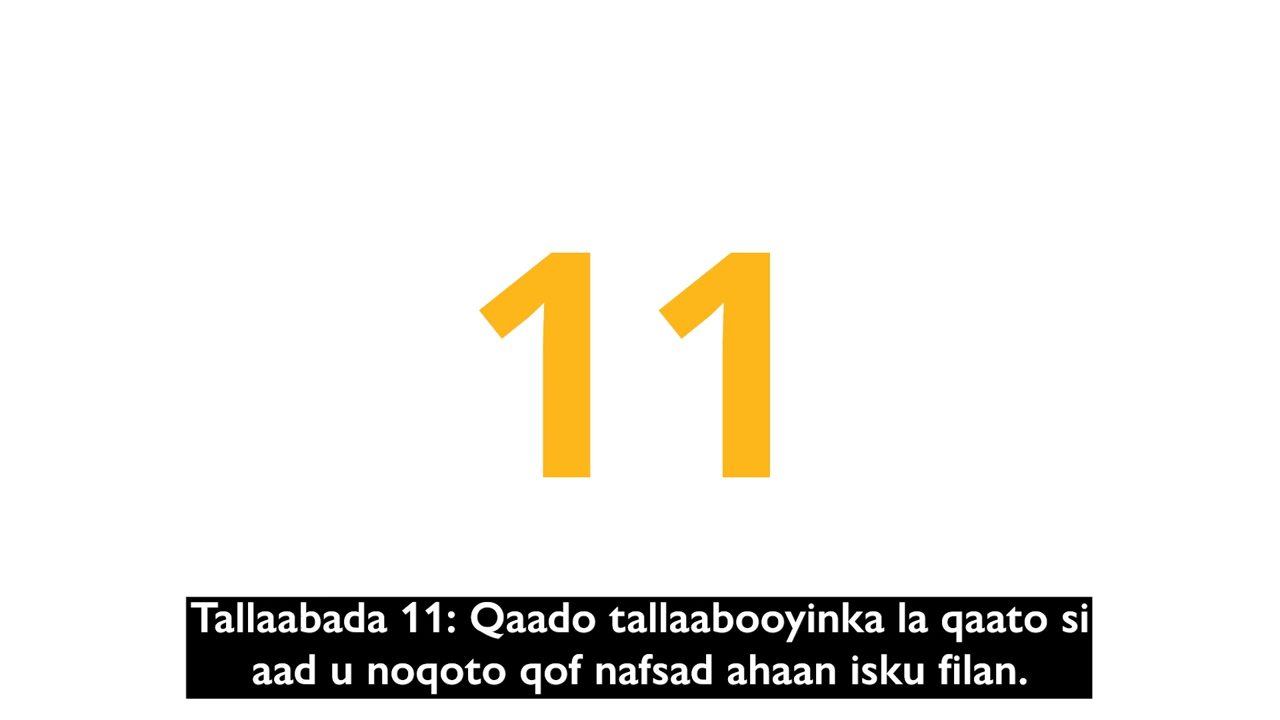 11
Tallaabada 11: Qaado tallaabooyinka la qaato si
aad u noqoto qof nafsad ahaan isku filan.